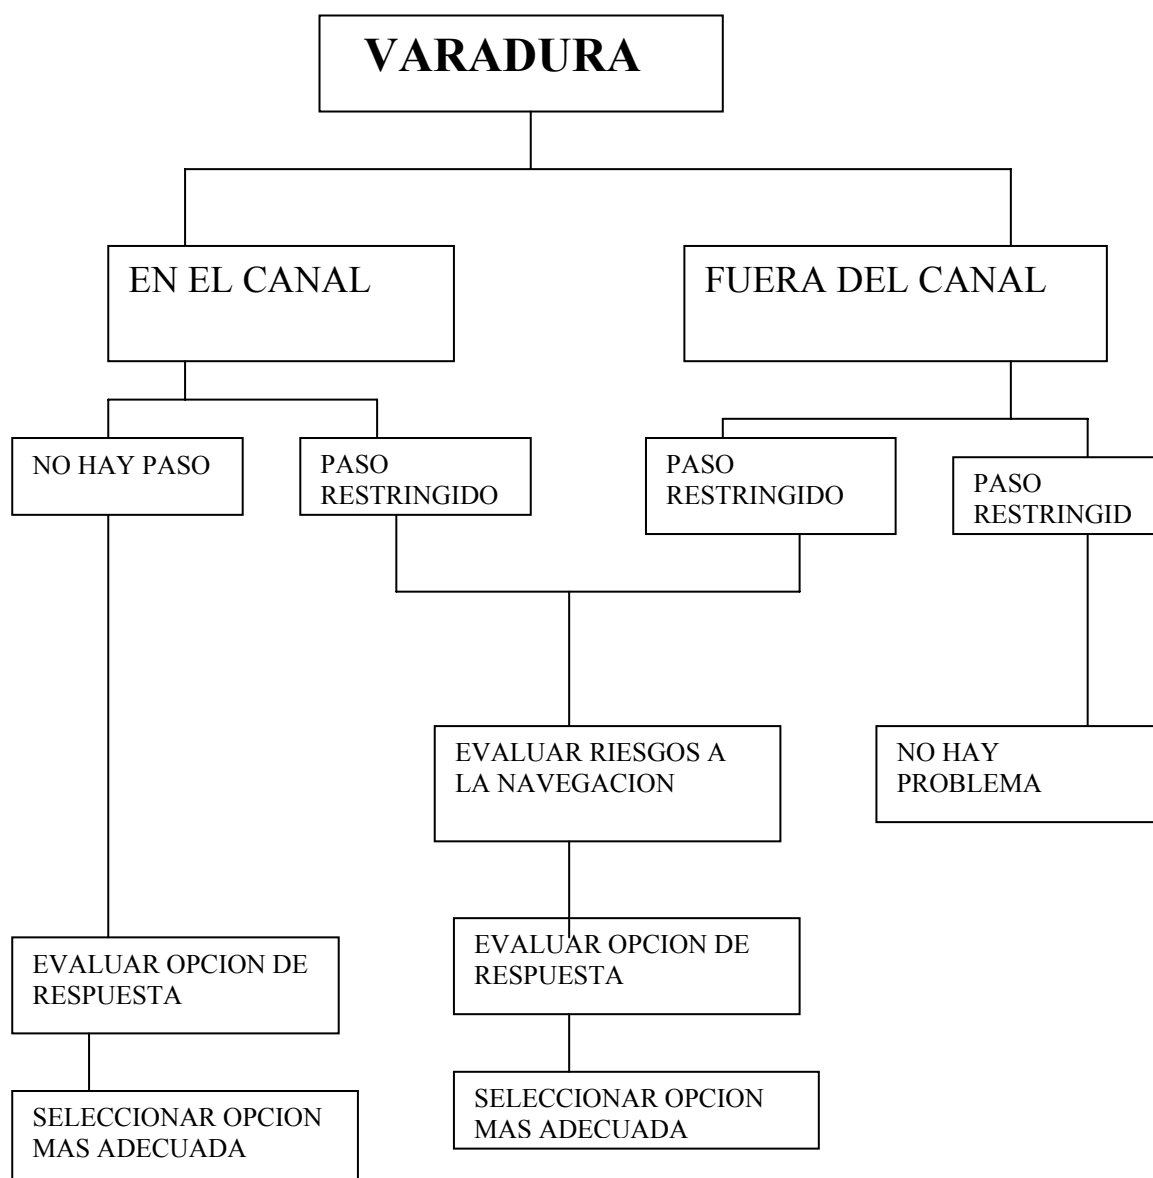 VARADURA
EN EL CANAL
FUERA DEL CANAL
NO HAY PASO
PASO
RESTRINGIDO
PASO
RESTRINGIDO
PASO
RESTRINGID
EVALUAR RIESGOS A
LA NAVEGACION
NO HAY
PROBLEMA
EVALUAR OPCION DE
RESPUESTA
EVALUAR OPCION DE
RESPUESTA
SELECCIONAR OPCION
MAS ADECUADA
SELECCIONAR OPCION
MAS ADECUADA